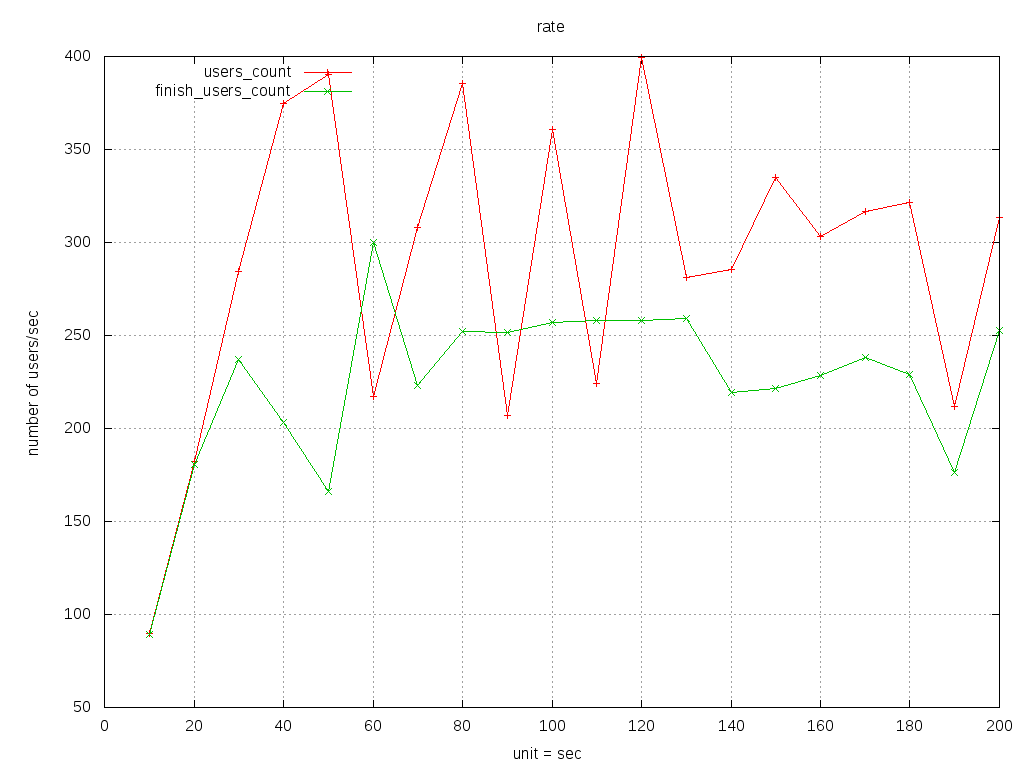 rate
users_count
finish_users_count
400
350
300
250
200
150
100
50
number of users/sec
0 20 40 60 80 100 120 140 160 180 200
unit = sec